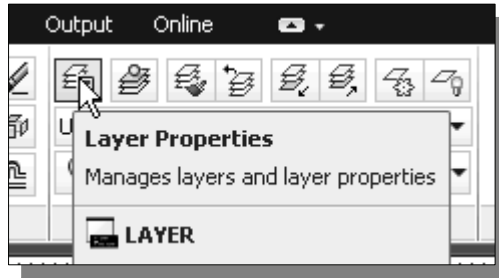 Output Online
U
Layer Properties
Manages layers and layer properties
LAYER